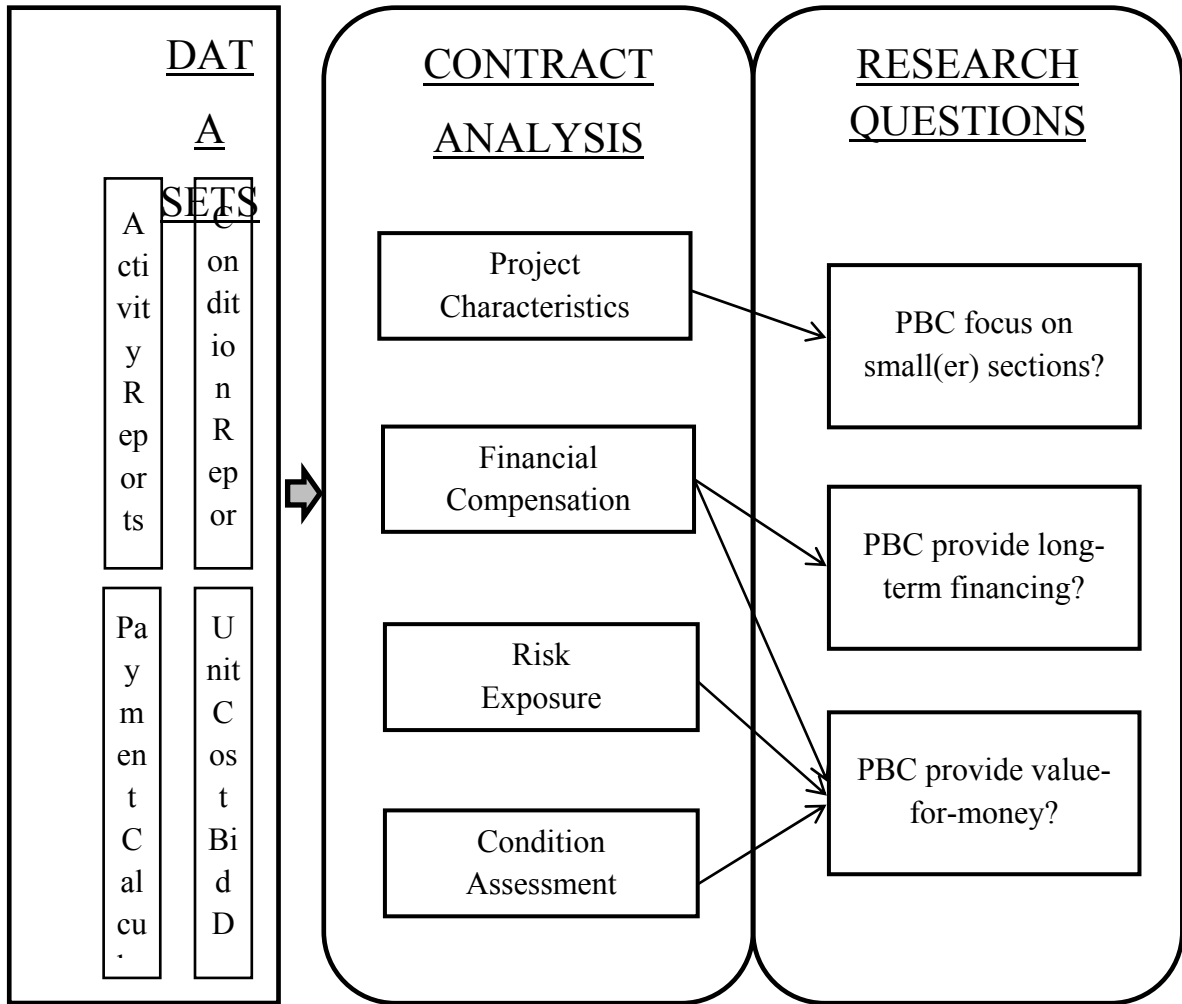 DAT
A
SETS
A
cti
vit
y
R
ep
or
ts
C
on
dit
io
n
R
ep
or
Pa
y
m
en
t
C
al
cu
U
nit
C
os
t
Bi
d
D
CONTRACT
ANALYSIS
Project
Characteristics
Financial
Compensation
Risk
Exposure
Condition
Assessment
RESEARCH
QUESTIONS
PBC focus on
small(er) sections?
PBC provide long-
term financing?
PBC provide value-
for-money?